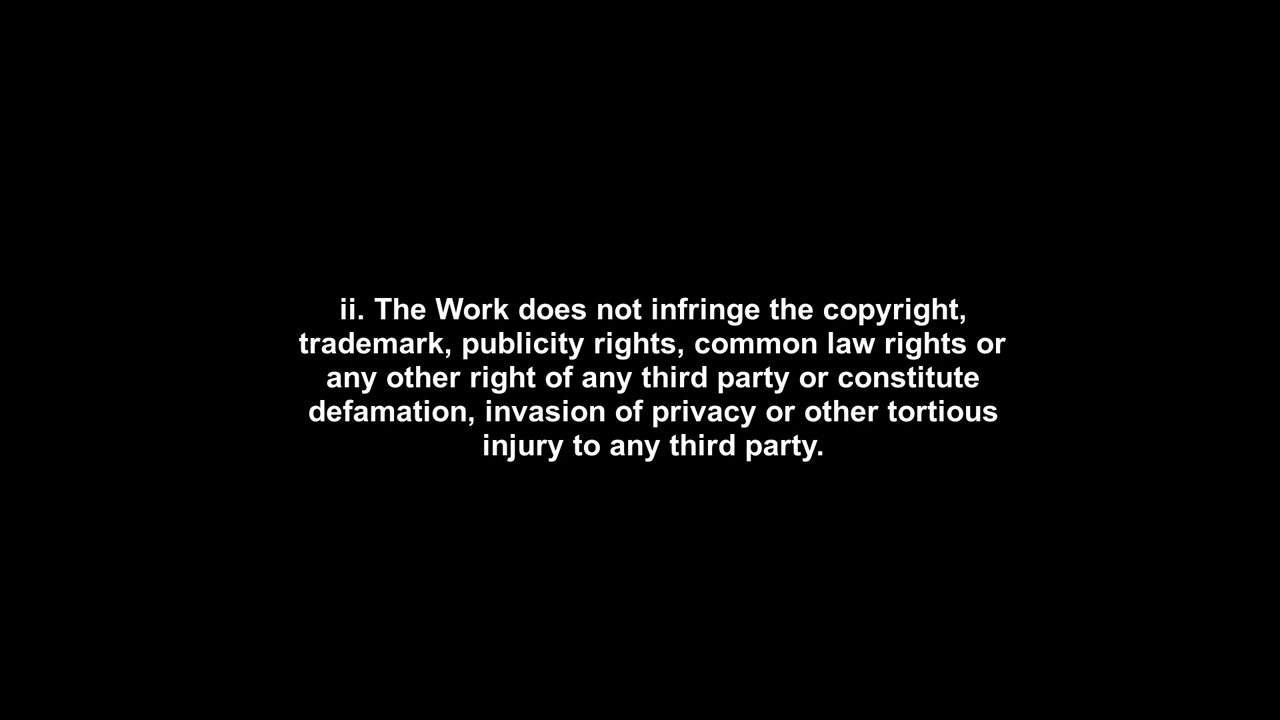 ii. The Work does not infringe the copyright,
trademark, publicity rights, common law rights or
any other right of any third party or constitute
defamation, invasion of privacy or other tortious
injury to any third party.